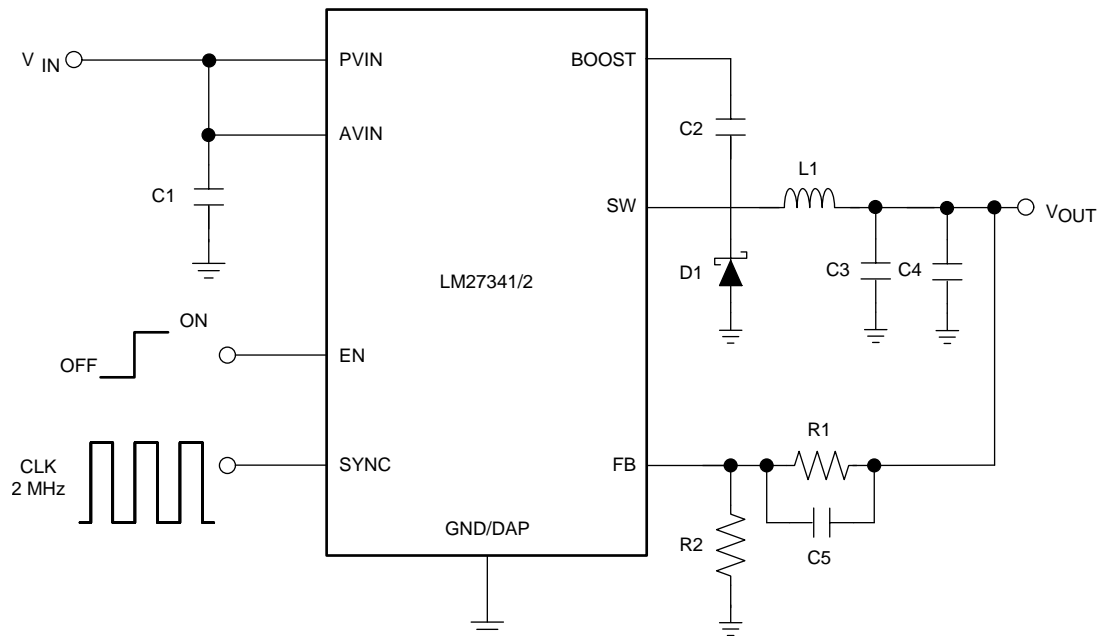 V IN
PVIN
BOOST
C2
AVIN
C1
L1
SW
VOUT
LM27341/2
D1
C3
C4
ON
OFF
EN
CLK
2 MHz
SYNC
FB
R1
GND/DAP
R2
C5